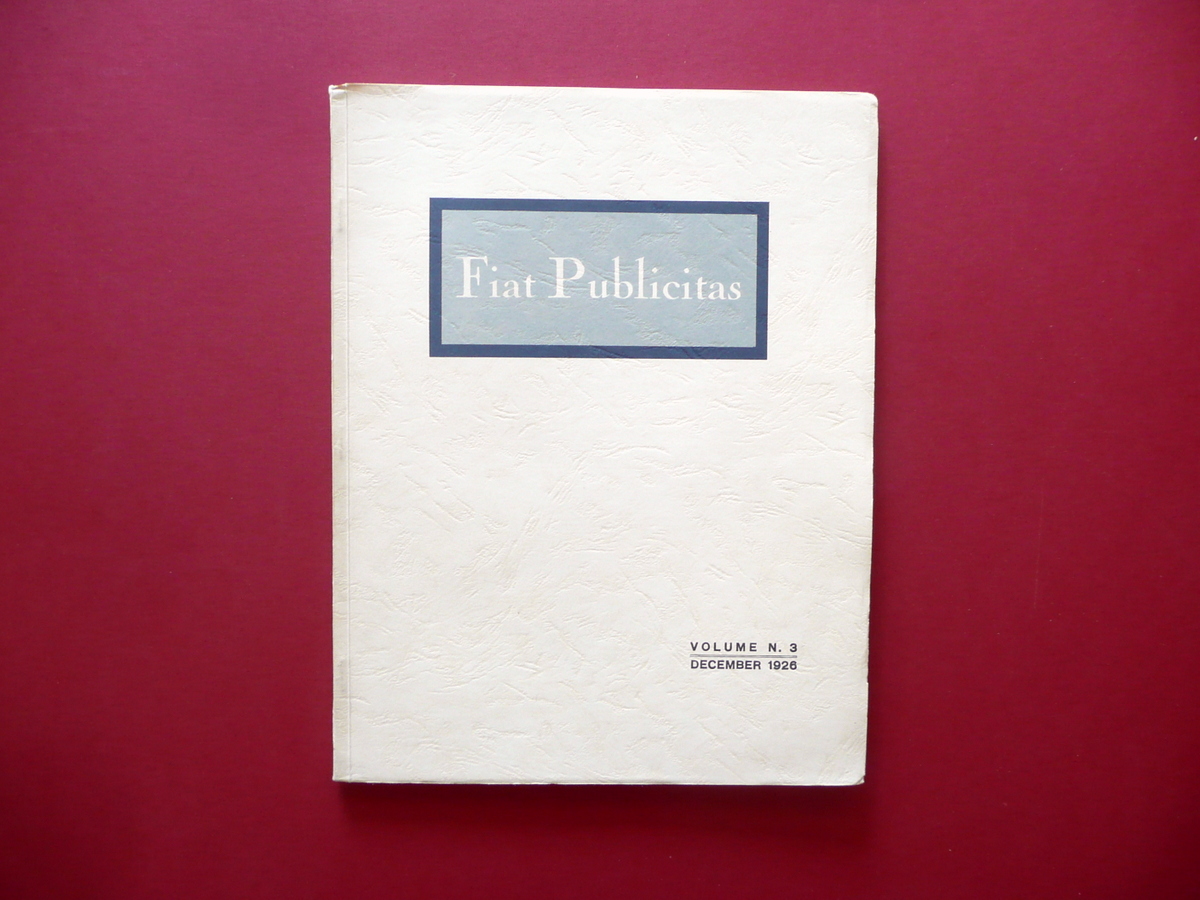 Fiat Publicitas
VOLUME N. 3
DECEMBER 1926